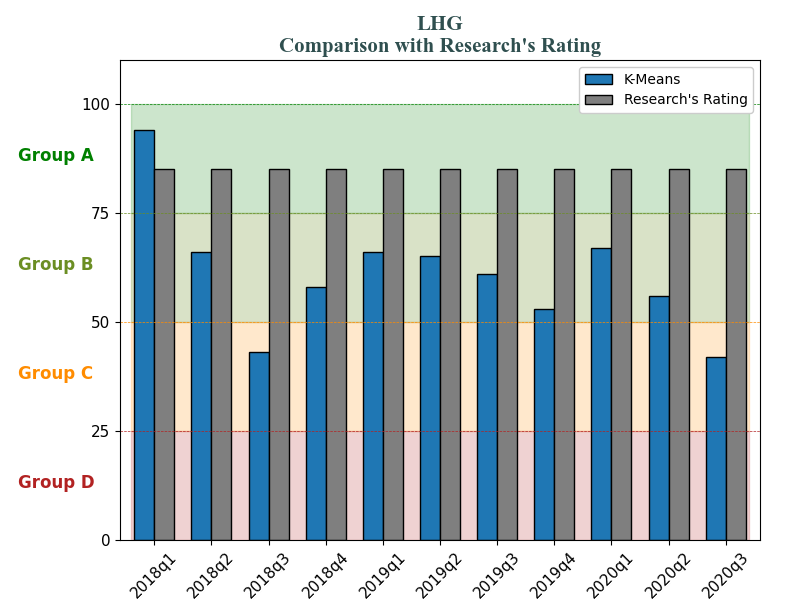 LHG
Comparison with Research's Rating
K-Means
Research's Rating
100
Group A
75
Group B
50
Group C
25
Group D
0
2018q1
2018q2
2018q3
2018q4
2019q1
2019q2
2019q3
2019q4
2020q1
2020q2
2020q3